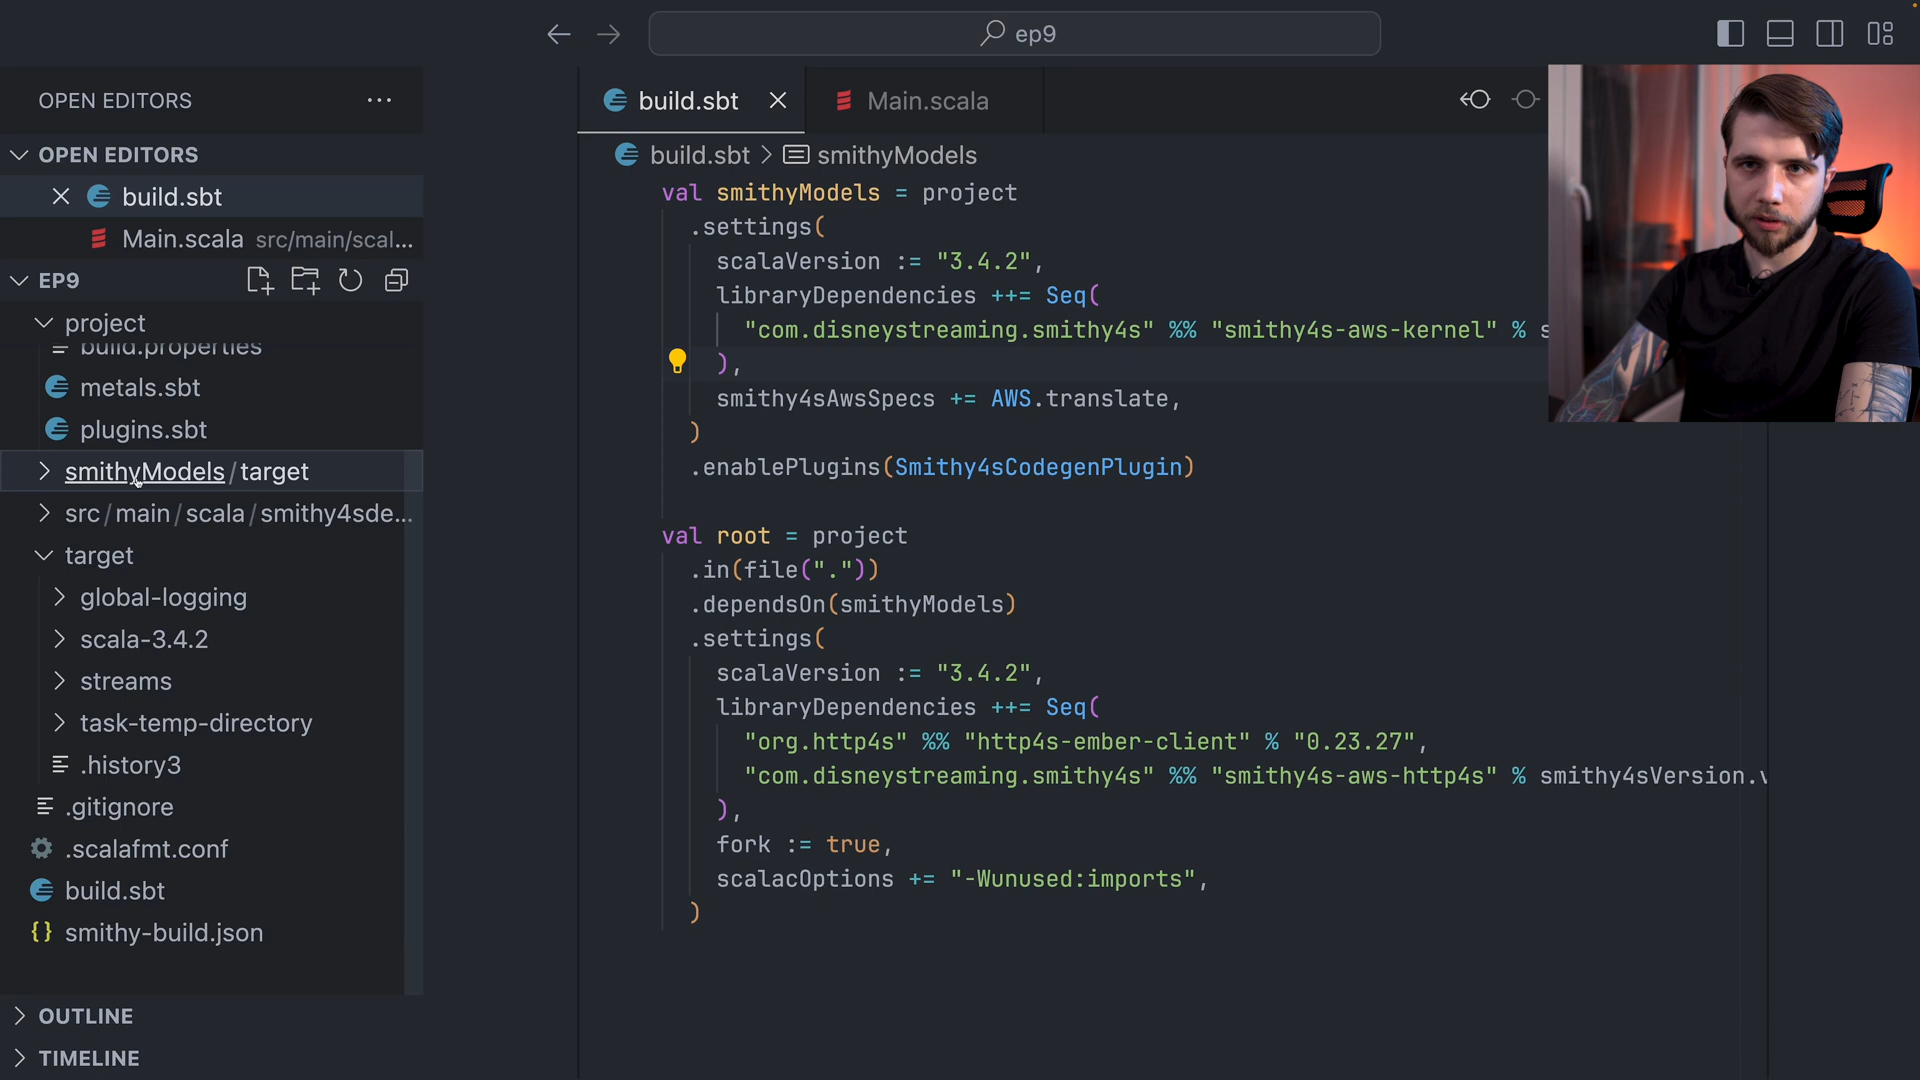 ep9
OPEN EDITORS
OPEN EDITORS
build.sbt
Main.scala src/main/scal...
EP9
project
build.properties
metals.sbt
plugins.sbt
smithyModels/target
src/main/scala/smithy4sde...
target
global-logging
scala-3.4.2
streams
task-temp-directory
.history3
.gitignore
.scalafmt.conf
build.sbt
smithy-build.json
OUTLINE
TIMELINE
build.sbt
Main.scala
build.sbt > smithyModels
val smithyModels = project
.settings(
scalaVersion := "3.4.2",
libraryDependencies ++= Seq(
"com.disneystreaming.smithy4s" %% "smithy4s-aws-kernel" % s
),
smithy4sAwsSpecs += AWS.translate,
)
.enablePlugins(Smithy4sCodegenPlugin)
val root = project
.in(file("."))
.dependsOn(smithyModels)
.settings(
scalaVersion := "3.4.2",
libraryDependencies ++= Seq(
"org.http4s" %% "http4s-ember-client" % "0.23.27",
"com.disneystreaming.smithy4s" %% "smithy4s-aws-http4s" % smithy4sVersion.v
),
fork := true,
scalacOptions += "-Wunused:imports",
)